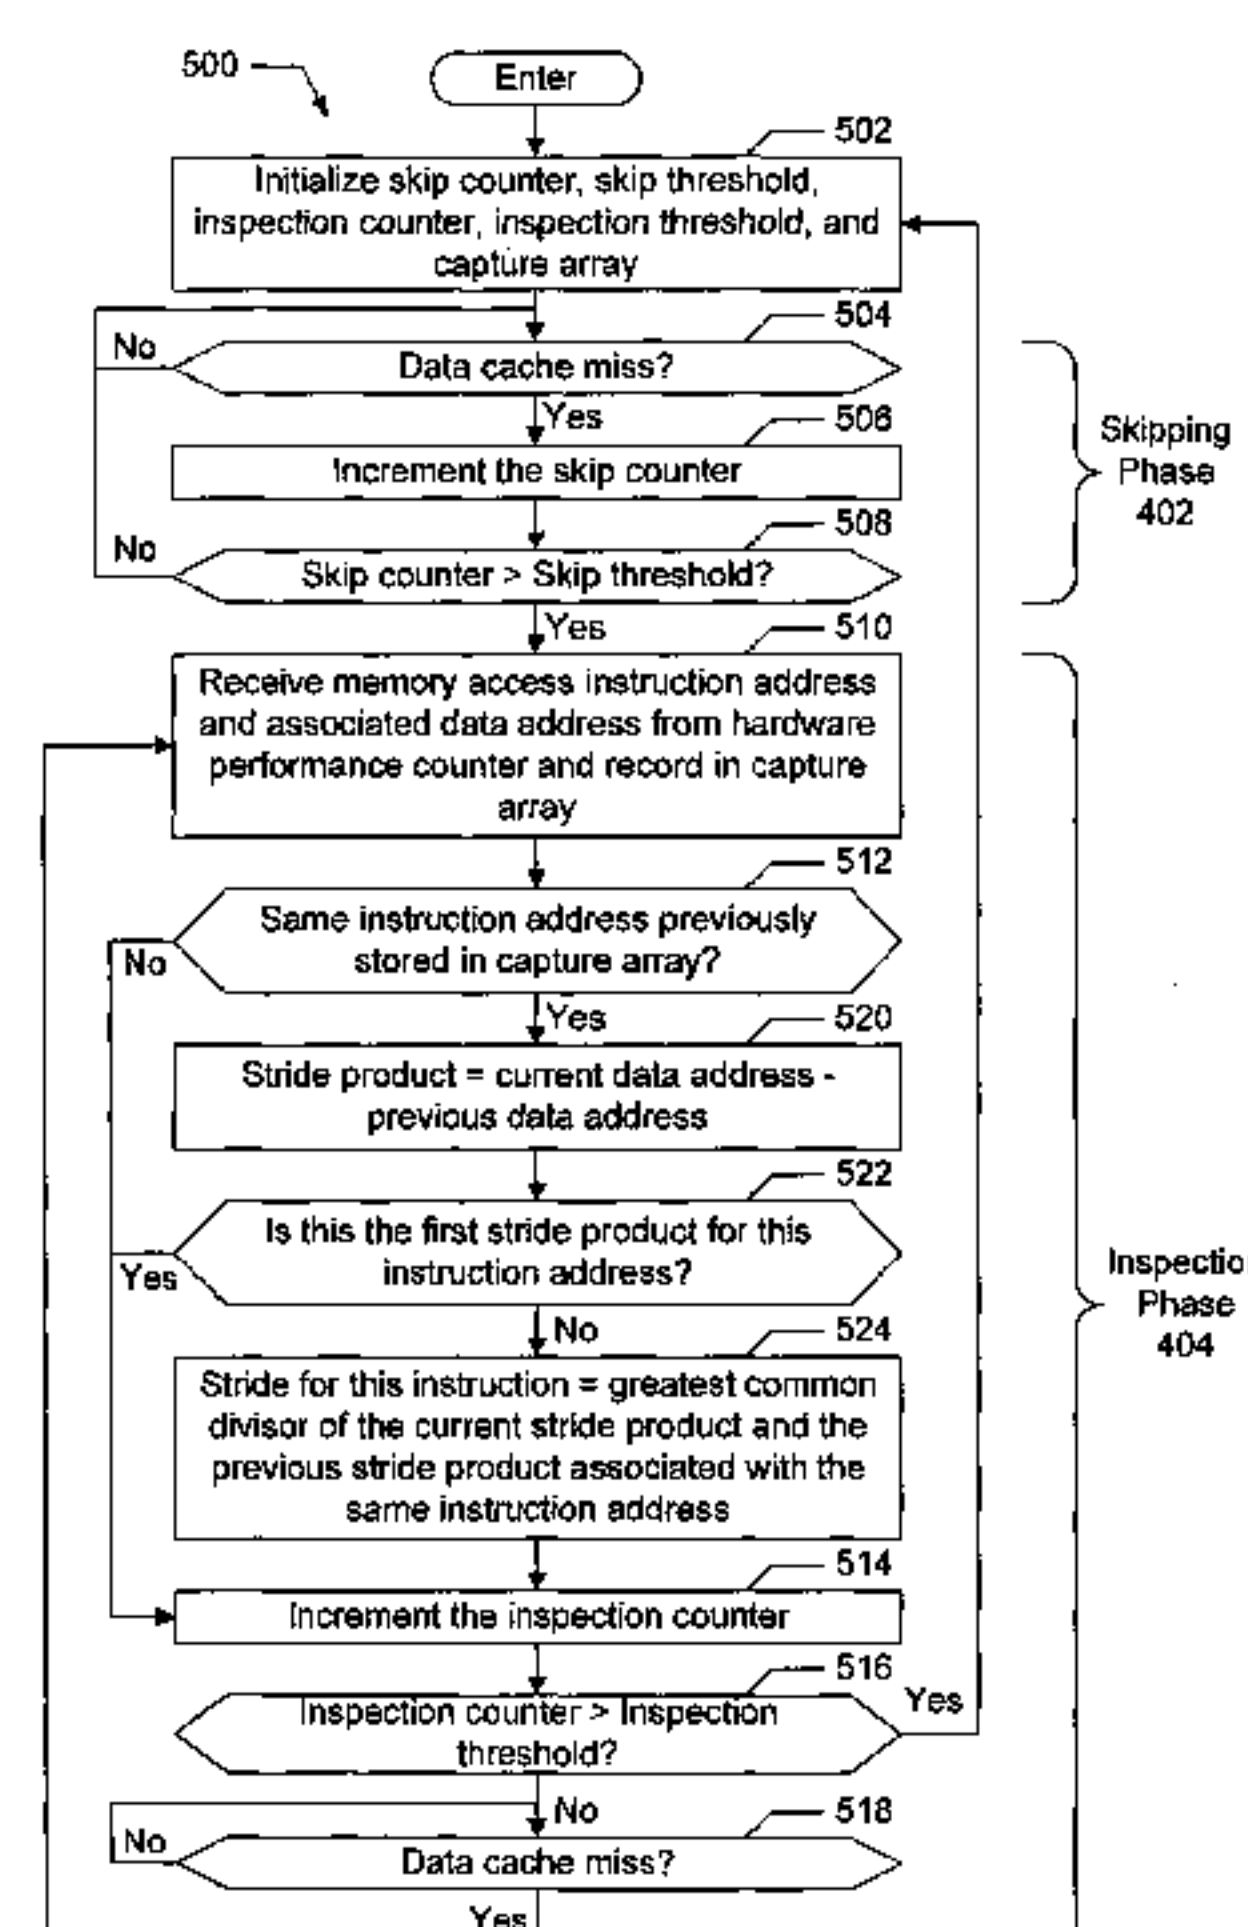 500
Enter
502
Initialize skip counter, skip threshold,
inspection counter, inspection threshold, and
capture array
504
No
Data cache miss?
Yes
506
Increment the skip counter
Skipping
Phase
402
508
No
Skip counter > Skip threshold?
Yes
510
Receive memory access instruction address
and associated data address from hardware
performance counter and record in capture
array
512
Same instruction address previously
stored in capture array?
No
Yes
520
Stride product = current data address -
previous data address
522
Is this the first stride product for this
instruction address?
Yes
No
Inspectio
Phase
404
524
Stride for this instruction = greatest common
divisor of the current stride product and the
previous stride product associated with the
same instruction address
514
Increment the inspection counter
516
Inspection counter > Inspection
threshold?
Yes
No
518
No
Data cache miss?
Yes